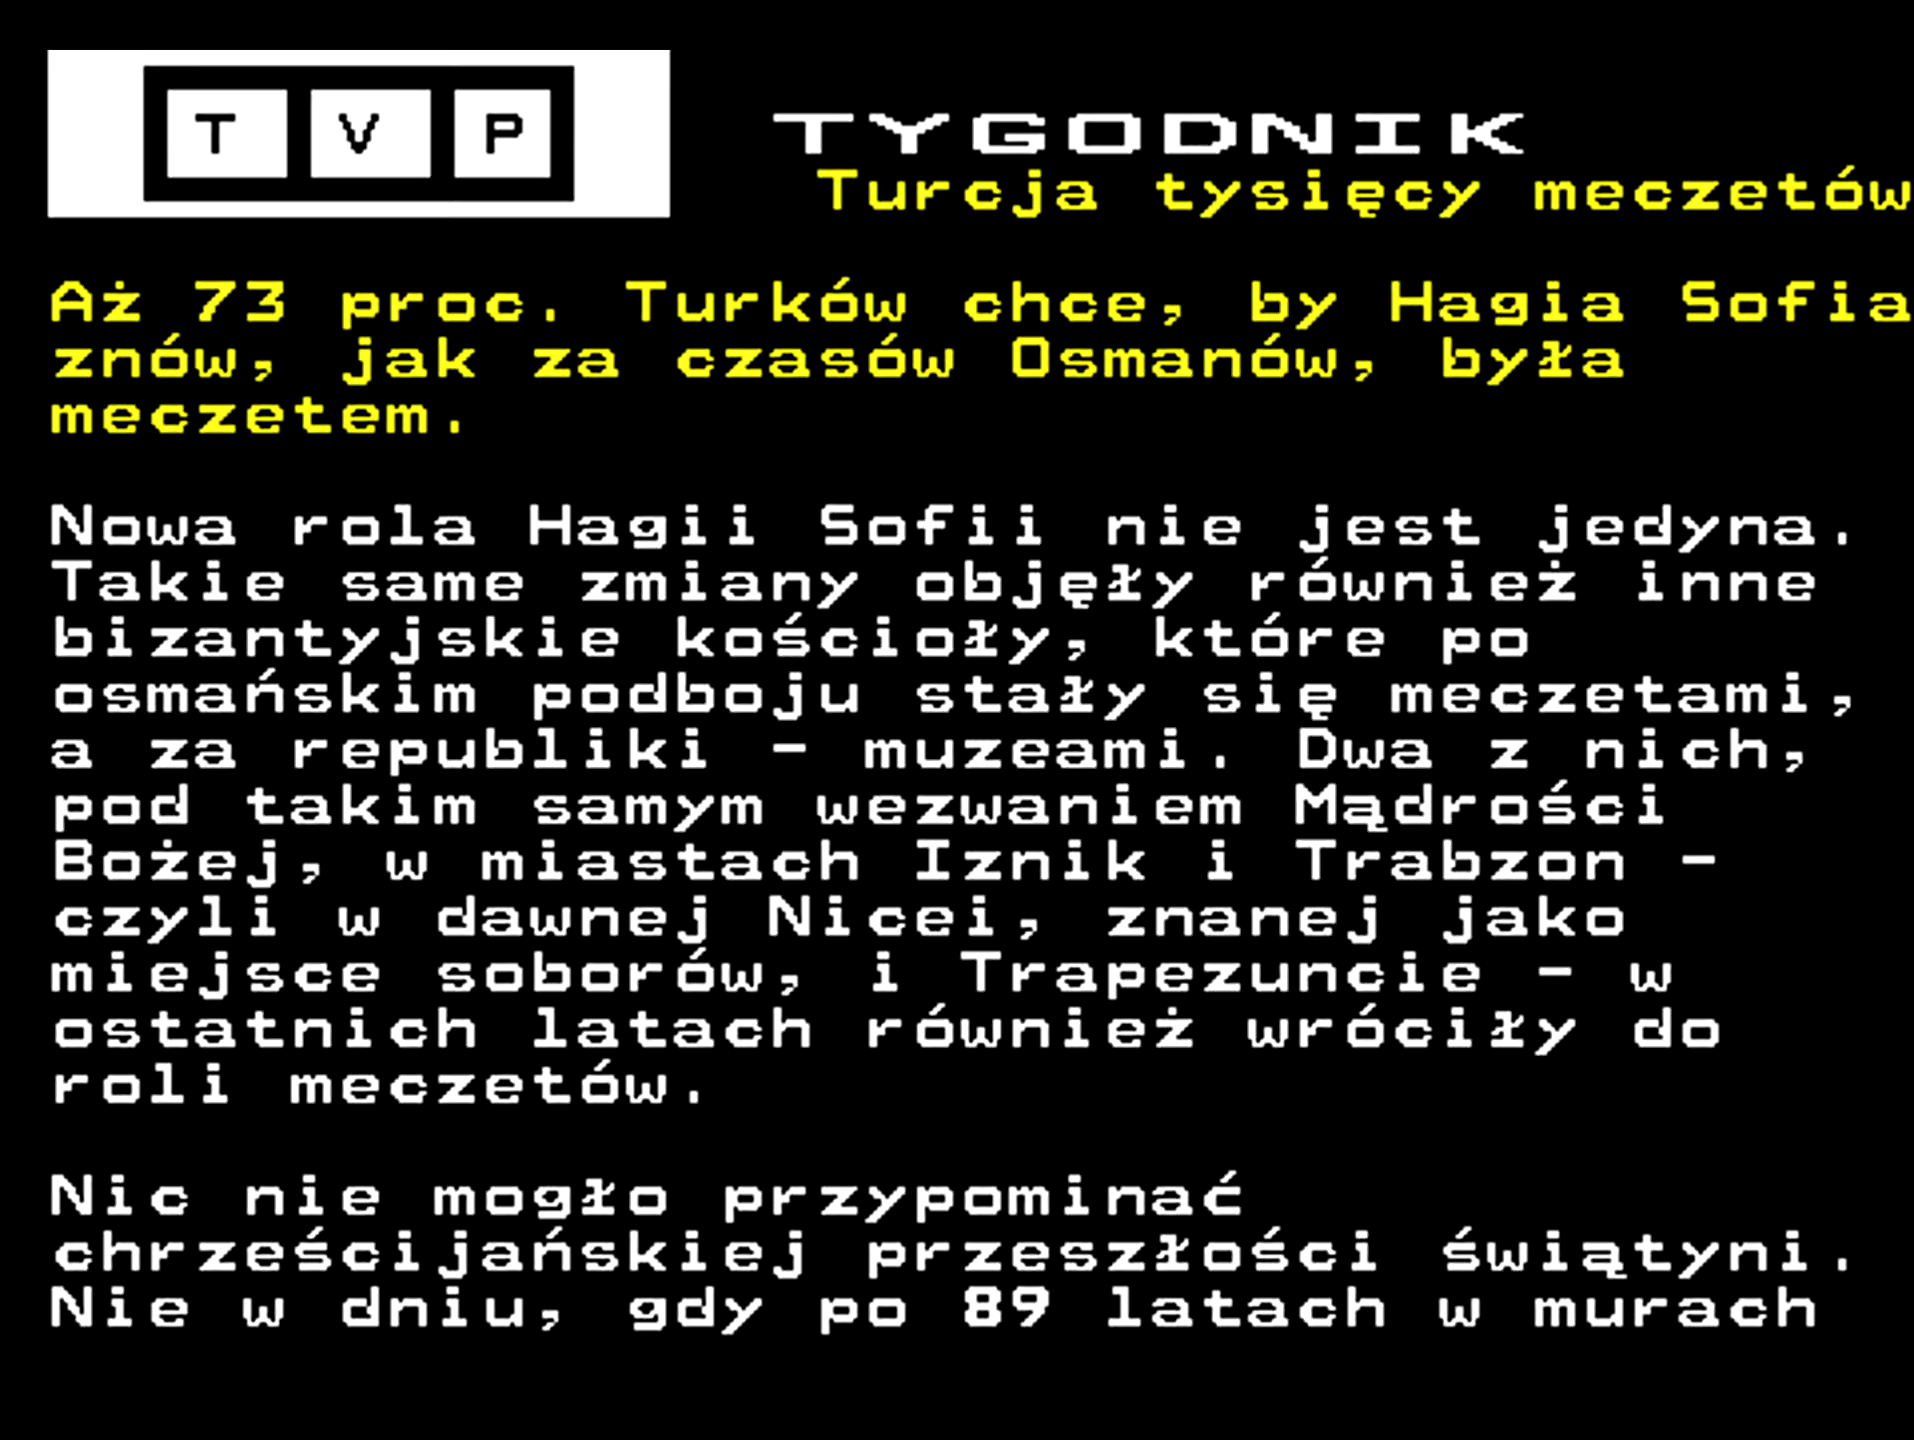 TVP
TYGODNIK
Turcja tysięcy meczetów
Aż 73 proc. Turków chce, by Hagia Sofia
znów, jak za czasów Osmanów, była
meczetem.
Nowa rola Hagii Sofii nie jest jedyna.
Takie same zmiany objęły również inne
bizantyjskie kościoły, które po
osmańskim podboju stały się meczetami,
a za republiki - muzeami. Dwa z nich,
pod takim samym wezwaniem Mądrości
Bożej, w miastach Iznik i Trabzon -
czyli w dawnej Nicei, znanej jako
miejsce soborów, i Trapezuncie - w
ostatnich latach również wróciły do
roli meczetów.
Nic nie mogło przypominać
chrześcijańskiej przeszłości świątyni.
Nie w dniu, gdy po 89 latach w murach